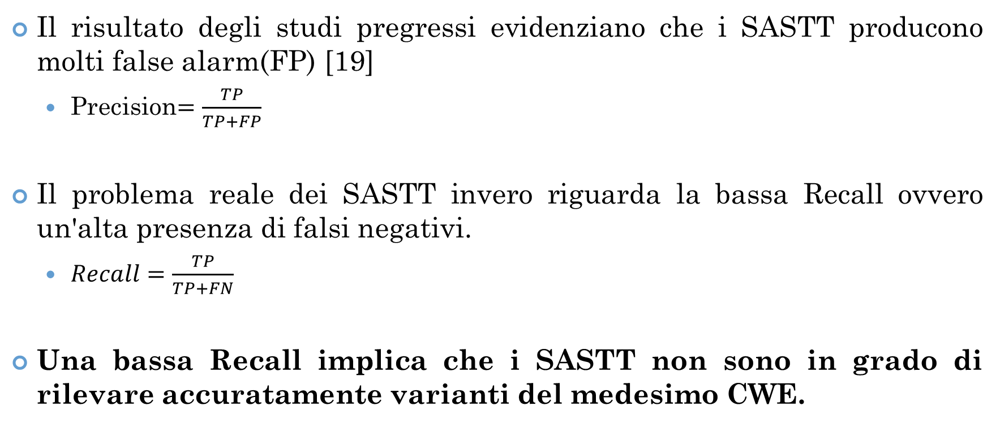 Il risultato degli studi pregressi evidenziano che i SASTT producono
molti false alarm(FP) [19]
Precision= TP / TP+FP
Il problema reale dei SASTT invero riguarda la bassa Recall ovvero
un'alta presenza di falsi negativi.
Recall = TP / TP+FN
Una bassa Recall implica che i SASTT non sono in grado di
rilevare accuratamente varianti del medesimo CWE.